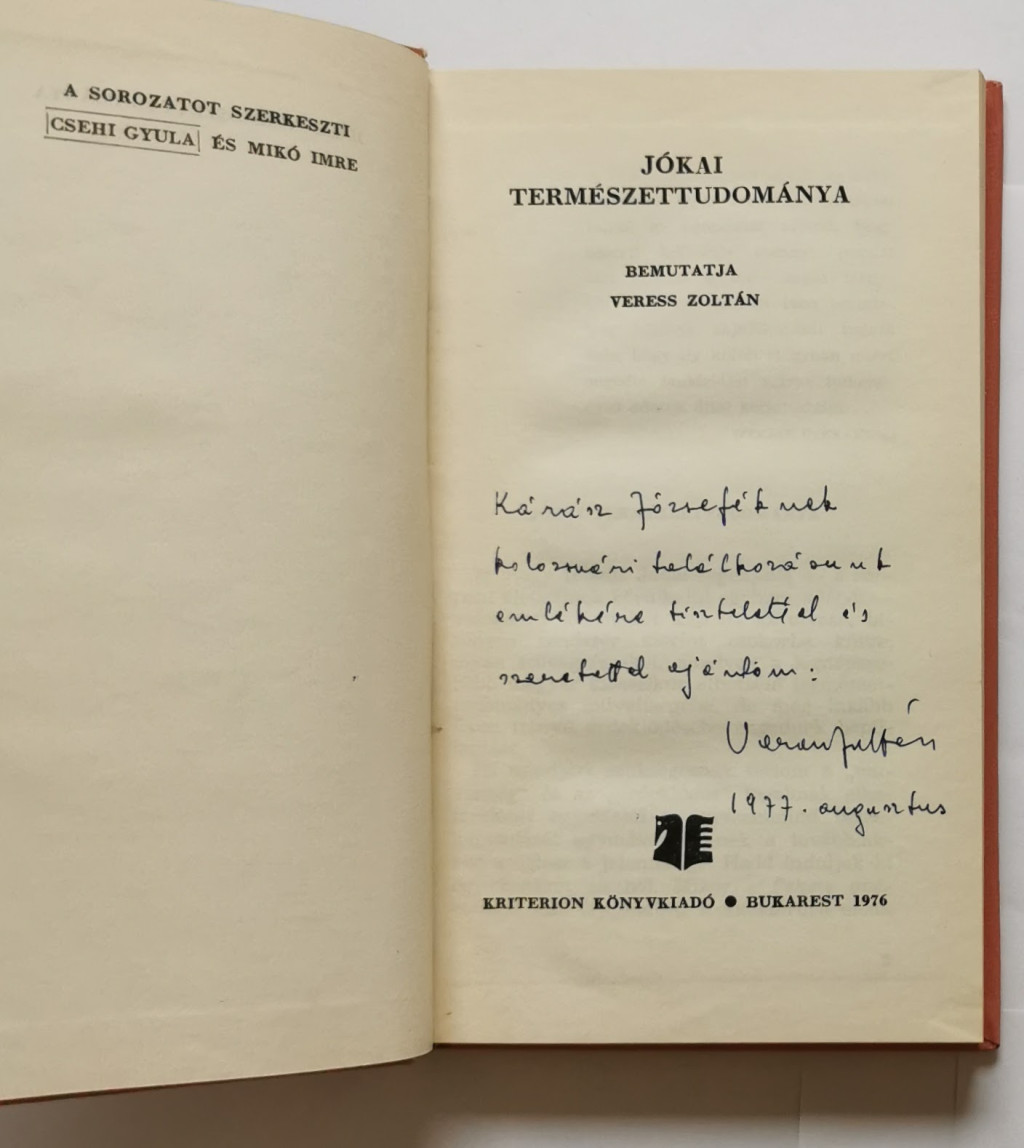 A SOROZATOT SZERKESZTI
CSEHI GYULA ÉS MIKÓ IMRE
JÓKAI
TERMÉSZETTUDOMÁNYA
BEMUTATJA
VERESS ZOLTÁN
Kárász Józseféknek
kolozsvári találkozásunk
emlékére tisztelettel és
szeretettel ajánlom:
Veress Zoltán
1977. augusztus
KRITERION KÖNYVKIADÓ ● BUKAREST 1976